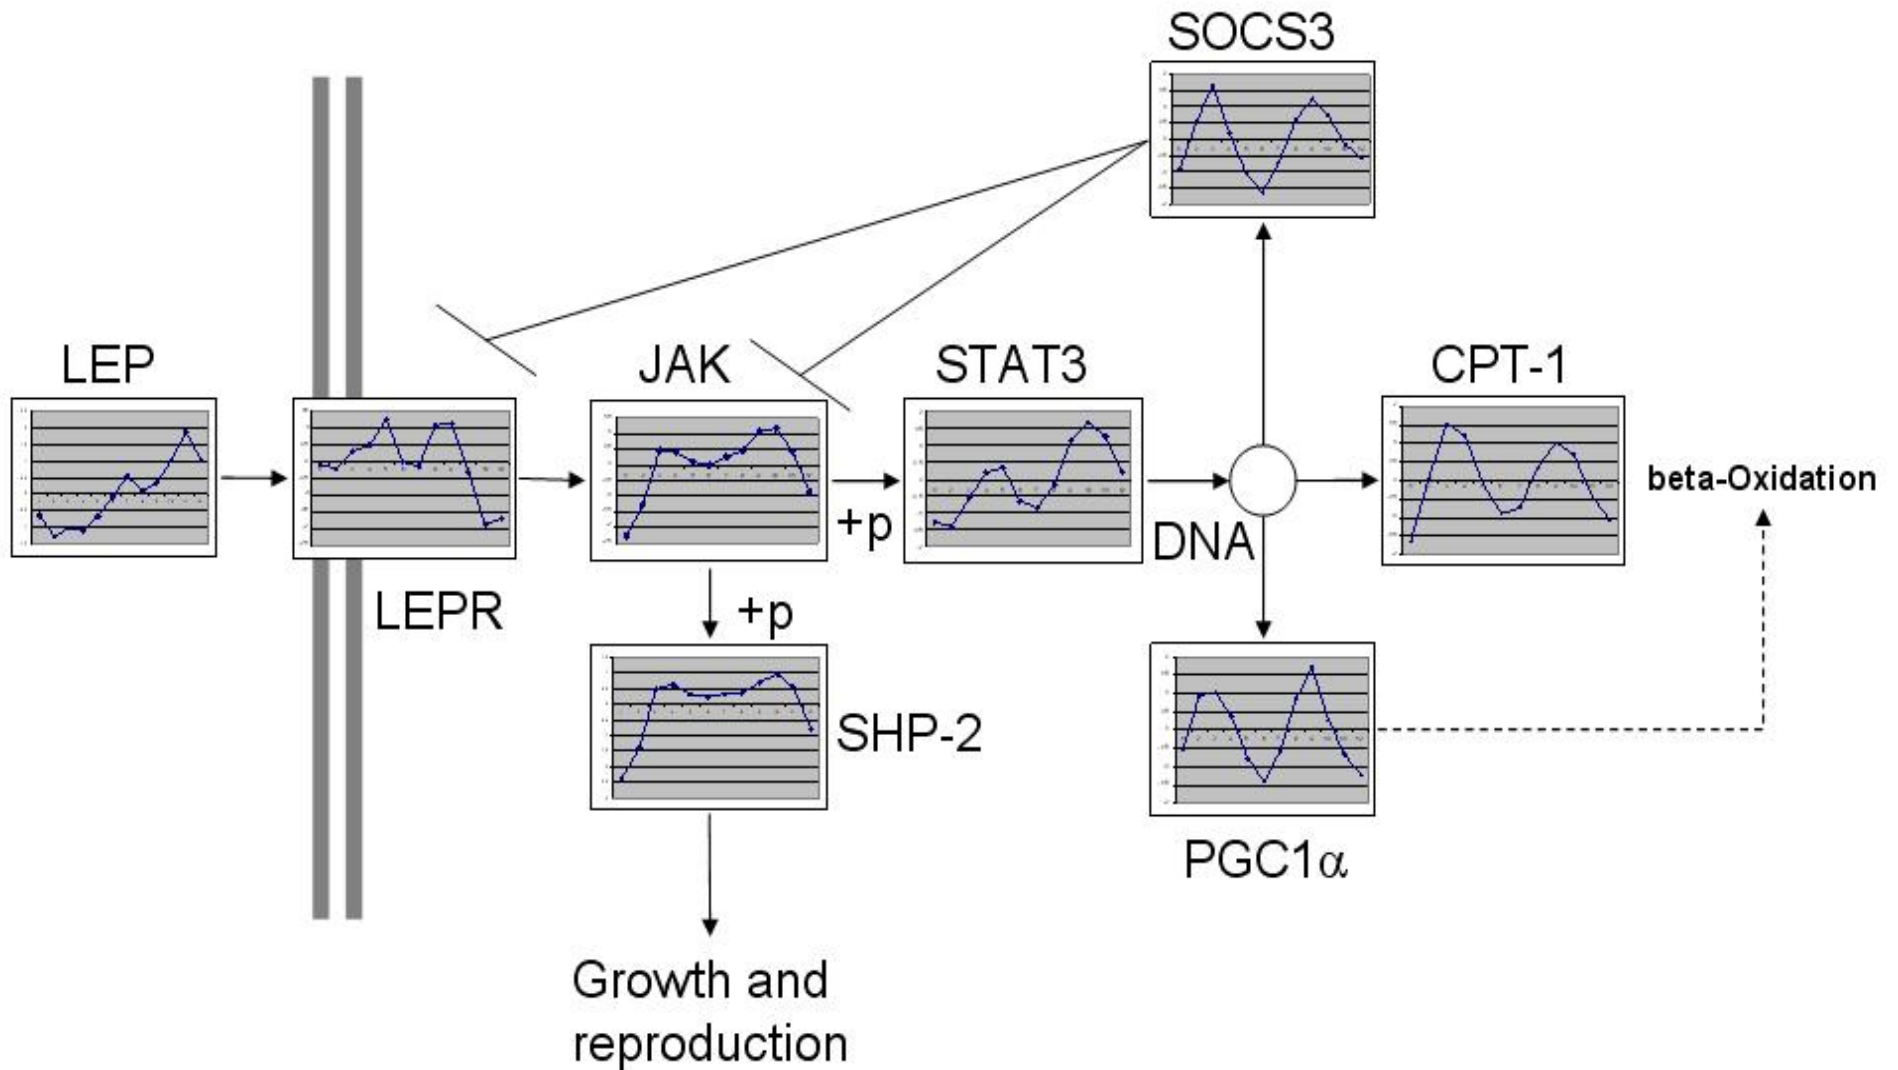 SOCS3
LEP
JAK
STAT3
CPT-1
beta-Oxidation
+p
DNA
LEPR
+p
SHP-2
PGC1α
Growth and
reproduction